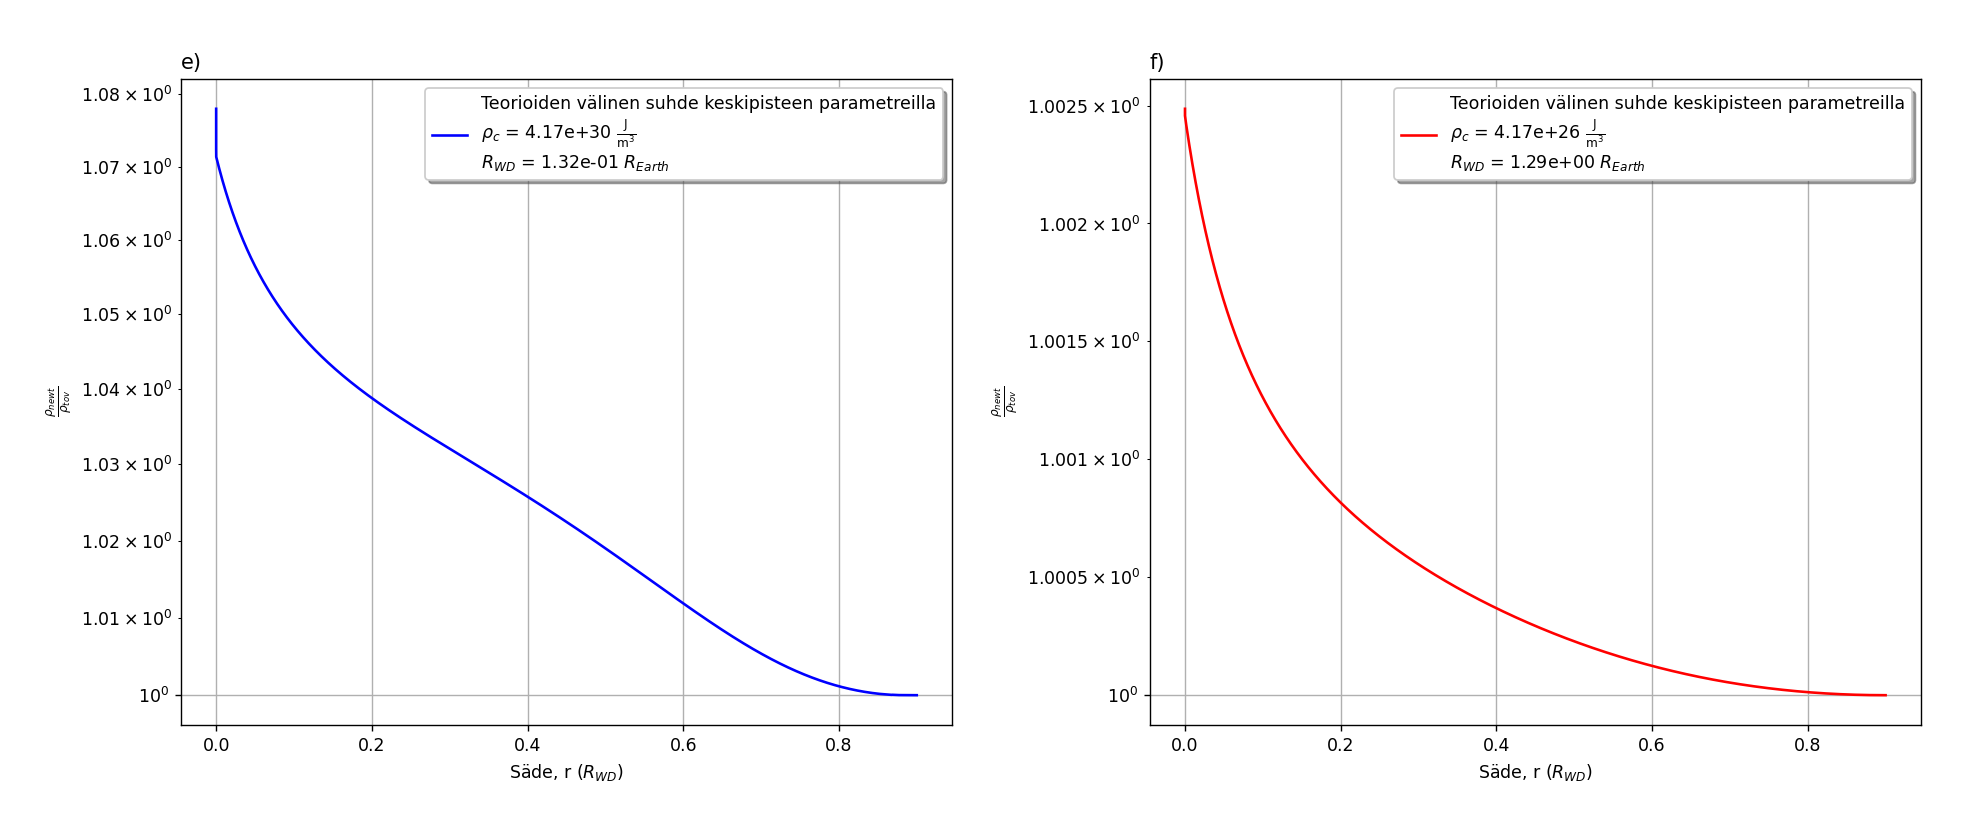 e)
1.08 × 10⁰
1.07 × 10⁰
1.06 × 10⁰
1.05 × 10⁰
1.04 × 10⁰
1.03 × 10⁰
1.02 × 10⁰
1.01 × 10⁰
10⁰
ρnewt
ρtov
Teorioiden välinen suhde keskipisteen parametreilla
ρc = 4.17e+30 J/m³
RWD = 1.32e-01 REarth
0.0 0.2 0.4 0.6 0.8
Säde, r (RWD)
f)
1.0025 × 10⁰
1.002 × 10⁰
1.0015 × 10⁰
1.001 × 10⁰
1.0005 × 10⁰
10⁰
ρnewt
ρtov
Teorioiden välinen suhde keskipisteen parametreilla
ρc = 4.17e+26 J/m³
RWD = 1.29e+00 REarth
0.0 0.2 0.4 0.6 0.8
Säde, r (RWD)